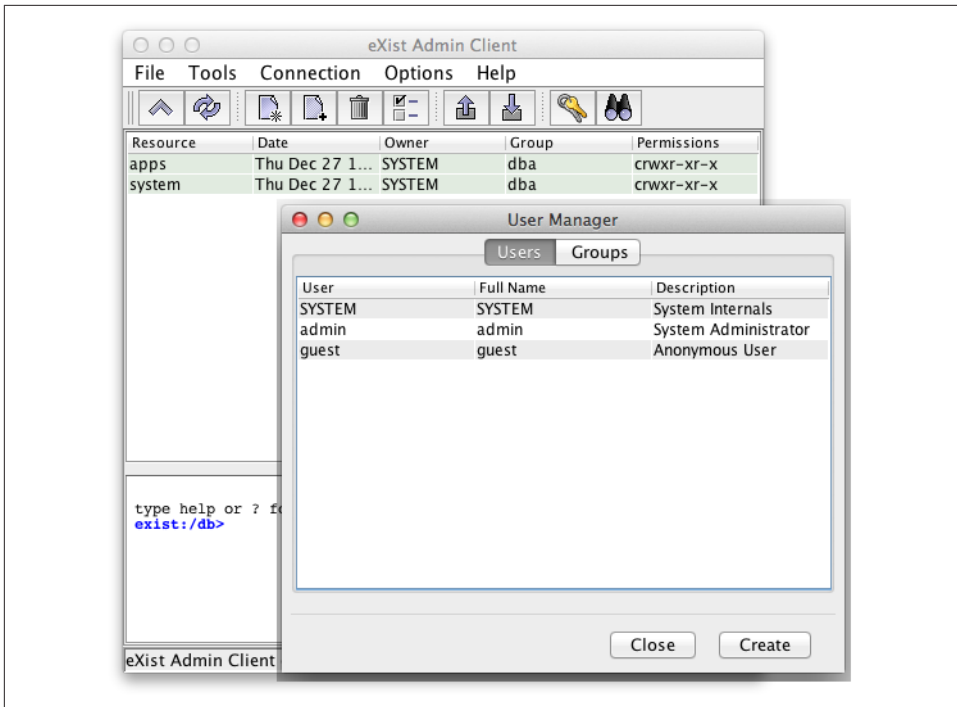 eXist Admin Client
File Tools Connection Options Help
Resource Date Owner Group Permissions
apps Thu Dec 27 1... SYSTEM dba crwxr-xr-x
system Thu Dec 27 1... SYSTEM dba crwxr-xr-x
User Manager
Users Groups
User Full Name Description
SYSTEM SYSTEM System Internals
admin admin System Administrator
guest guest Anonymous User
type help or ? fo
exist:/db>
Close Create
eXist Admin Client